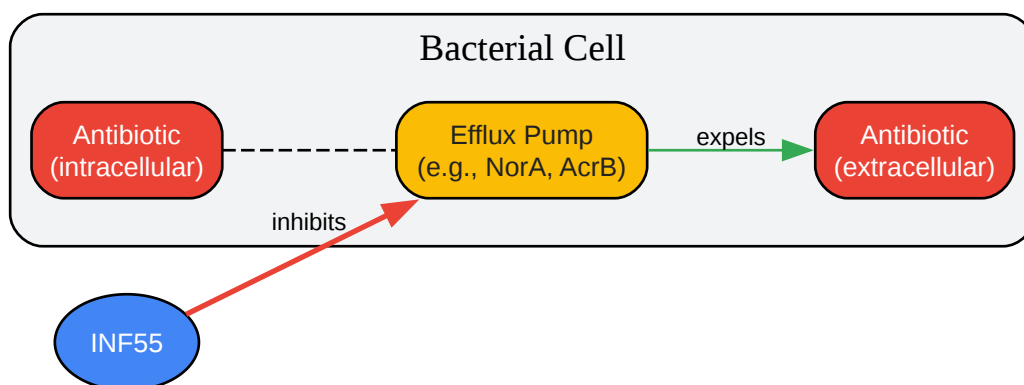 Bacterial Cell
Antibiotic
(intracellular)
Efflux Pump
(e.g., NorA, AcrB)
expels
Antibiotic
(extracellular)
inhibits
INF55